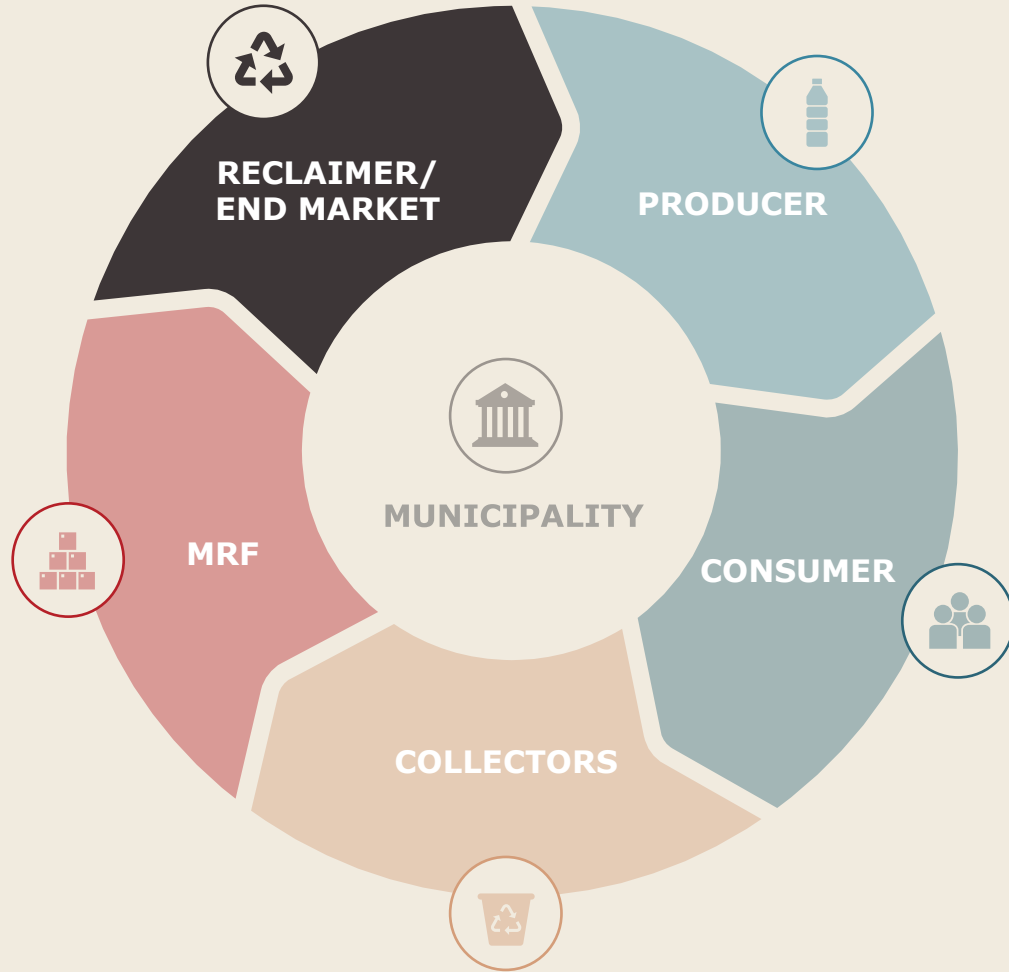 RECLAIMER/
END MARKET
PRODUCER
MUNICIPALITY
MRF
CONSUMER
COLLECTORS